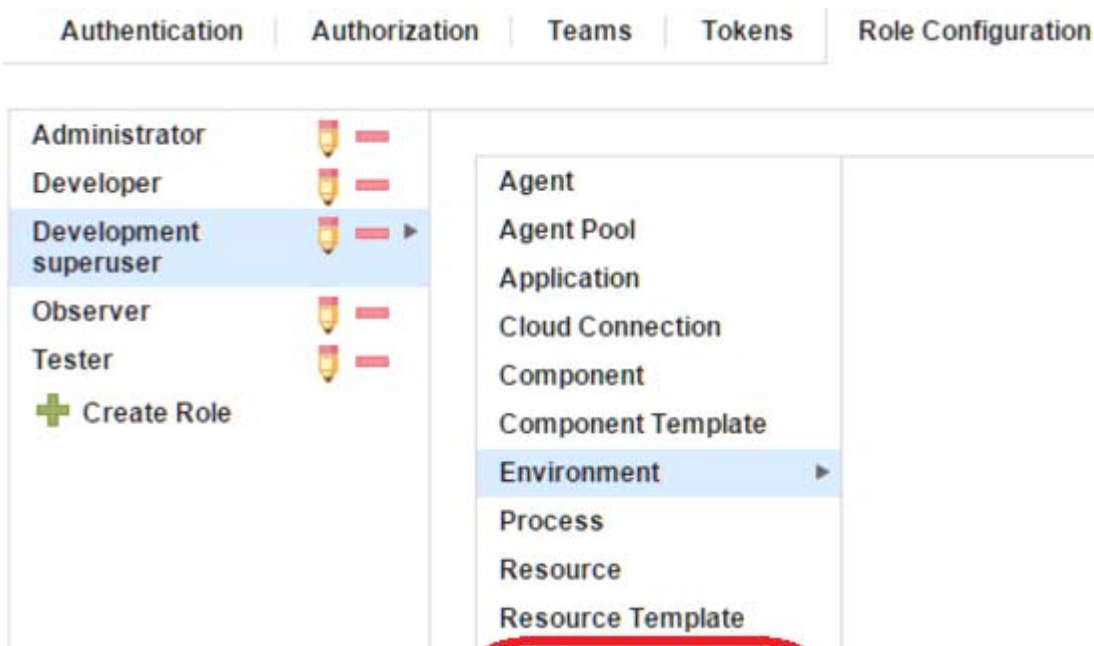 Authentication
Authorization
Teams
Tokens
Role Configuration
Administrator
Developer
Development
superuser
Observer
Tester
Create Role
Agent
Agent Pool
Application
Cloud Connection
Component
Component Template
Environment
Process
Resource
Resource Template